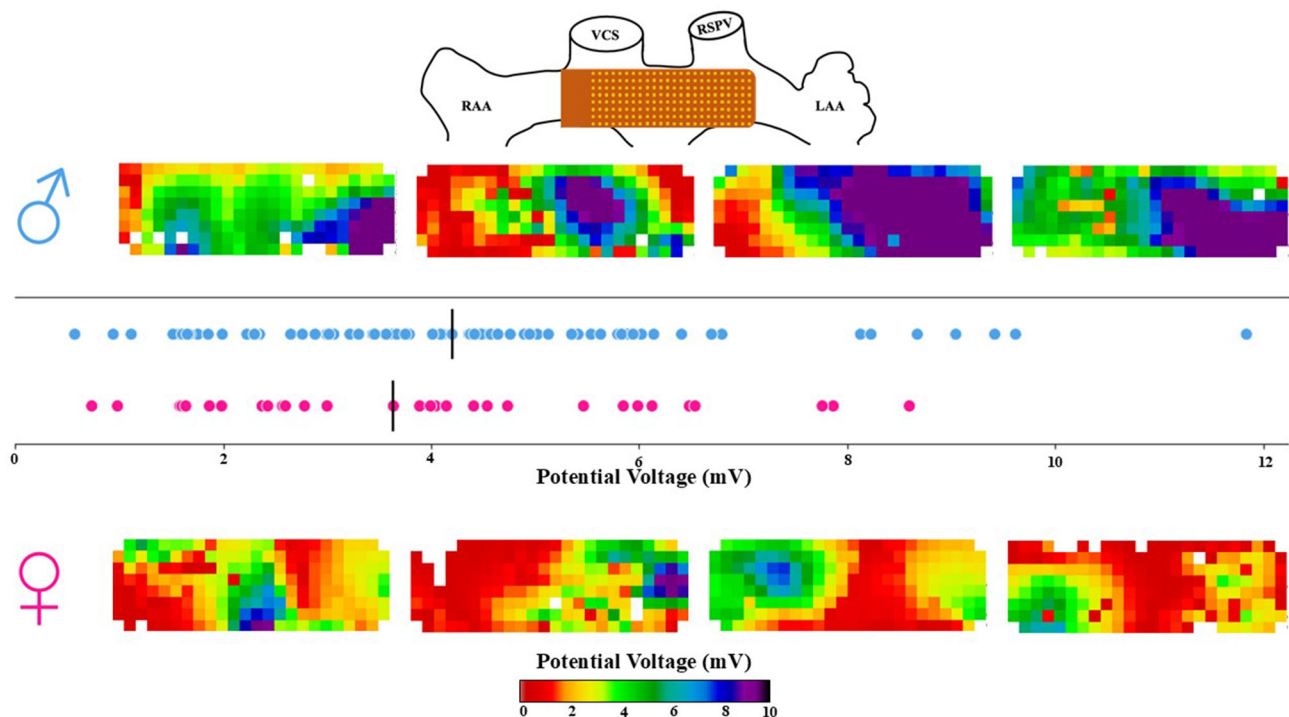 VCS
RSPV
RAA
LAA
0 2 4 6 8 10 12
Potential Voltage (mV)
Potential Voltage (mV)
0 2 4 6 8 10